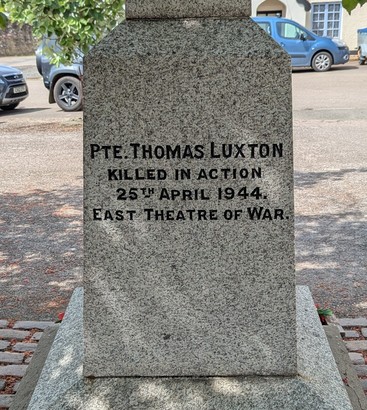 PTE. THOMAS LUXTON
KILLED IN ACTION
25TH APRIL 1944.
EAST THEATRE OF WAR.